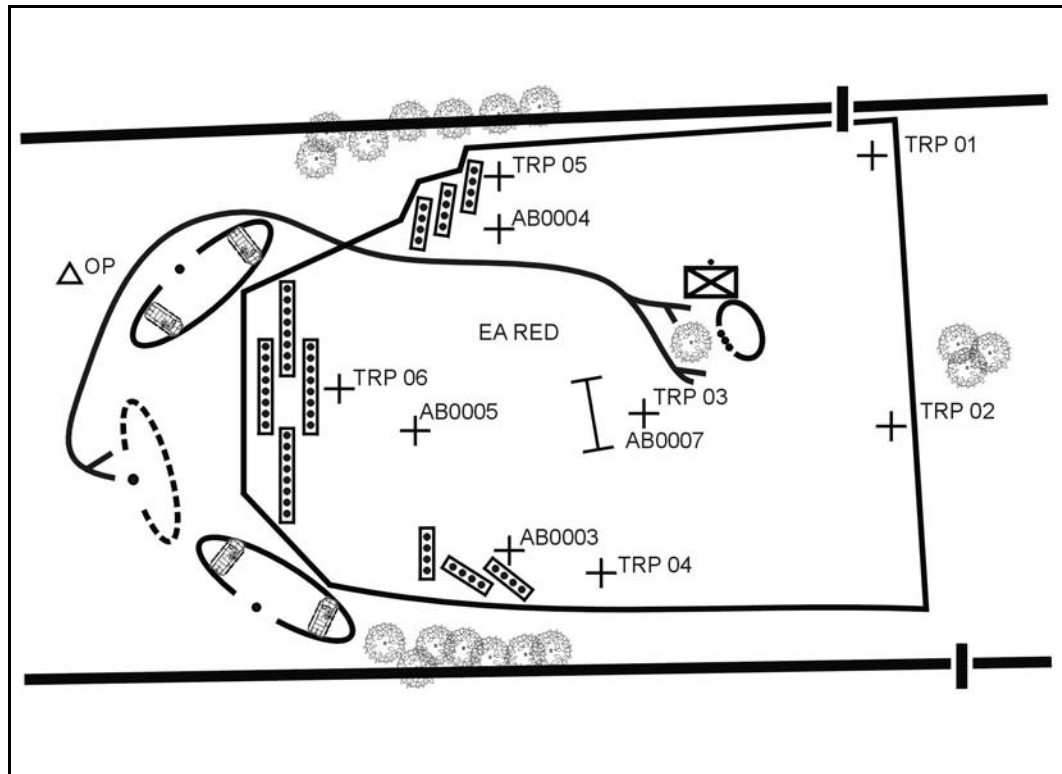 TRP 01
TRP 05
AB0004
OP
EA RED
TRP 06
TRP 03
TRP 02
AB0005
AB0007
AB0003
TRP 04